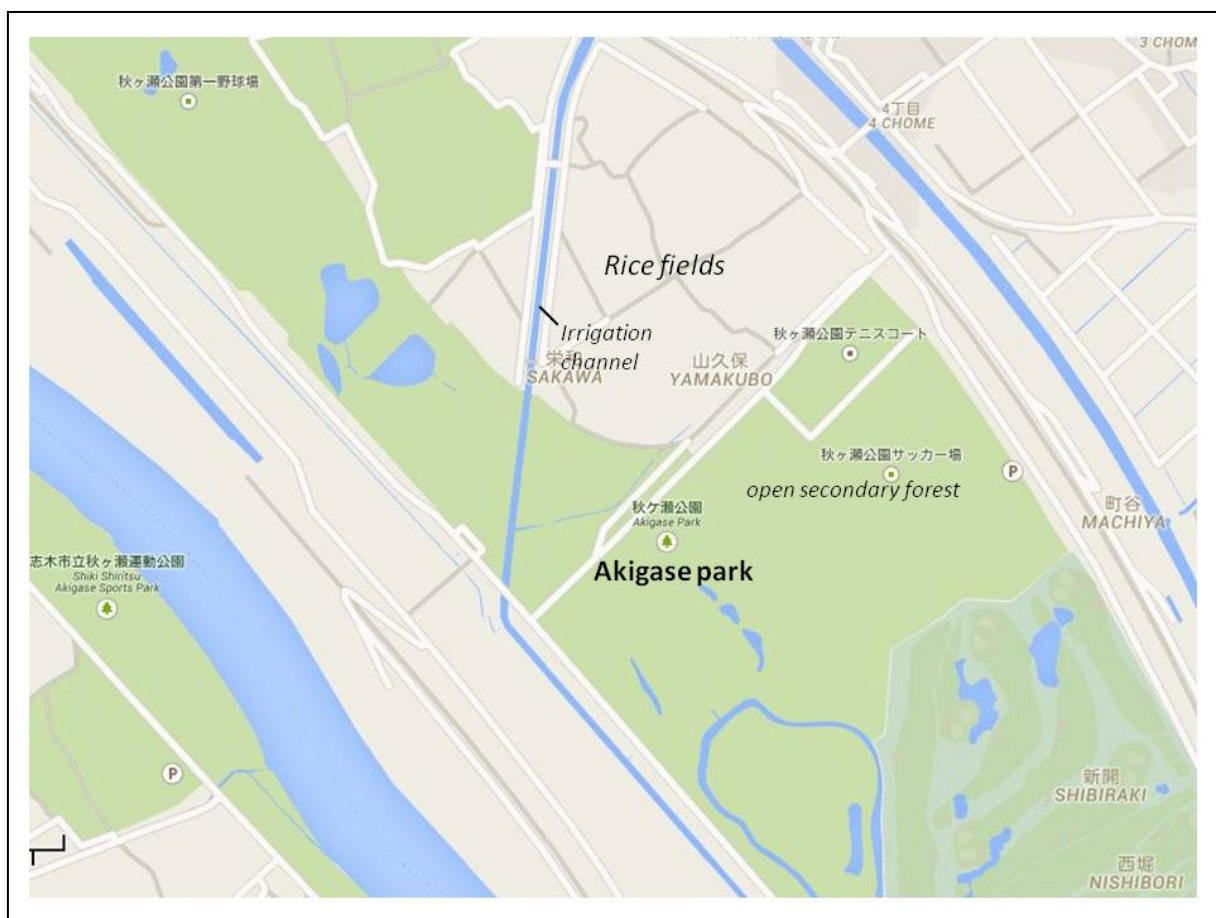 3 CHOM
秋ヶ瀬公園第一野球場
4丁目
4 CHOME
Rice fields
Irrigation
channel
栄和
SAKAWA
山久保
YAMAKUBO
秋ヶ瀬公園テニスコート
秋ヶ瀬公園サッカー場
P
open secondary forest
町谷
MACHIYA
秋ケ瀬公園
Akigase Park
Akigase park
志木市立秋ヶ瀬運動公園
Shiki Shiritsu
Akigase Sports Park
P
新開
SHIBIRAKI
西堀
NISHIBORI